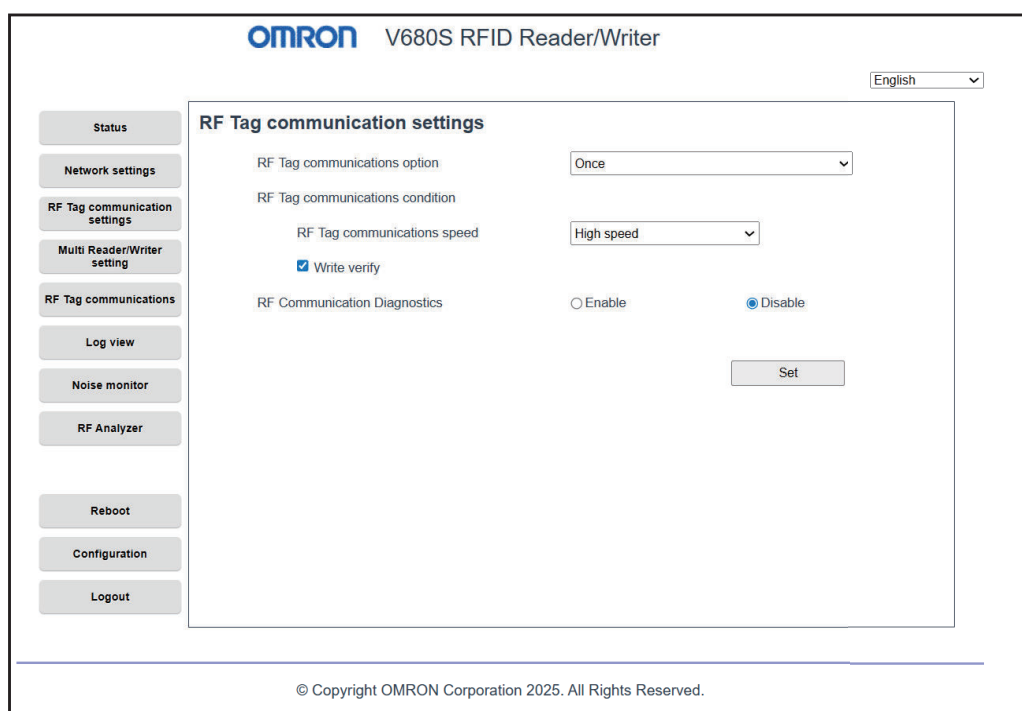 OMRON V680S RFID Reader/Writer
English
Status
Network settings
RF Tag communication
settings
Multi Reader/Writer
setting
RF Tag communications
Log view
Noise monitor
RF Analyzer
Reboot
Configuration
Logout
RF Tag communication settings
RF Tag communications option Once
RF Tag communications condition
RF Tag communications speed High speed
Write verify
RF Communication Diagnostics Enable Disable
Set
© Copyright OMRON Corporation 2025. All Rights Reserved.